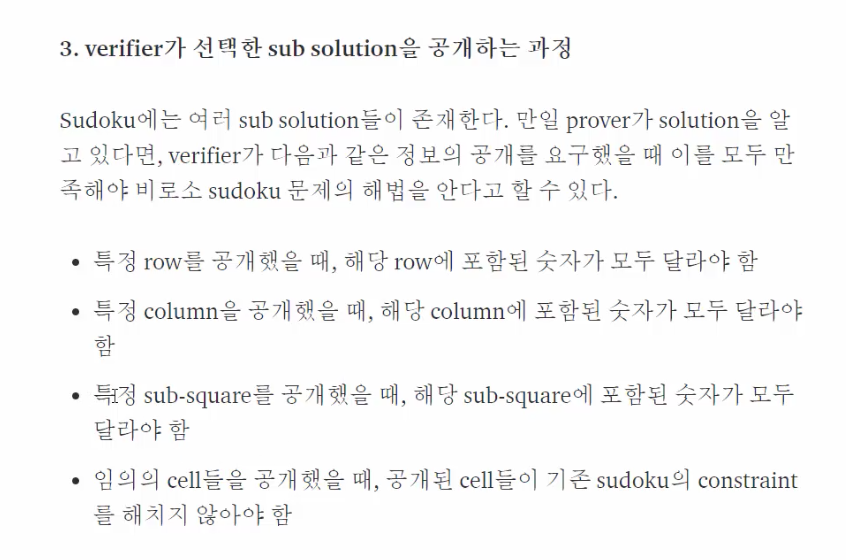 3. verifier가 선택한 sub solution을 공개하는 과정
Sudoku에는 여러 sub solution들이 존재한다. 만일 prover가 solution을 알
고 있다면, verifier가 다음과 같은 정보의 공개를 요구했을 때 이를 모두 만
족해야 비로소 sudoku 문제의 해법을 안다고 할 수 있다.
• 특정 row를 공개했을 때, 해당 row에 포함된 숫자가 모두 달라야 함
• 특정 column을 공개했을 때, 해당 column에 포함된 숫자가 모두 달라야
함
• 특정 sub-square를 공개했을 때, 해당 sub-square에 포함된 숫자가 모두
달라야 함
• 임의의 cell들을 공개했을 때, 공개된 cell들이 기존 sudoku의 constraint
를 해치지 않아야 함